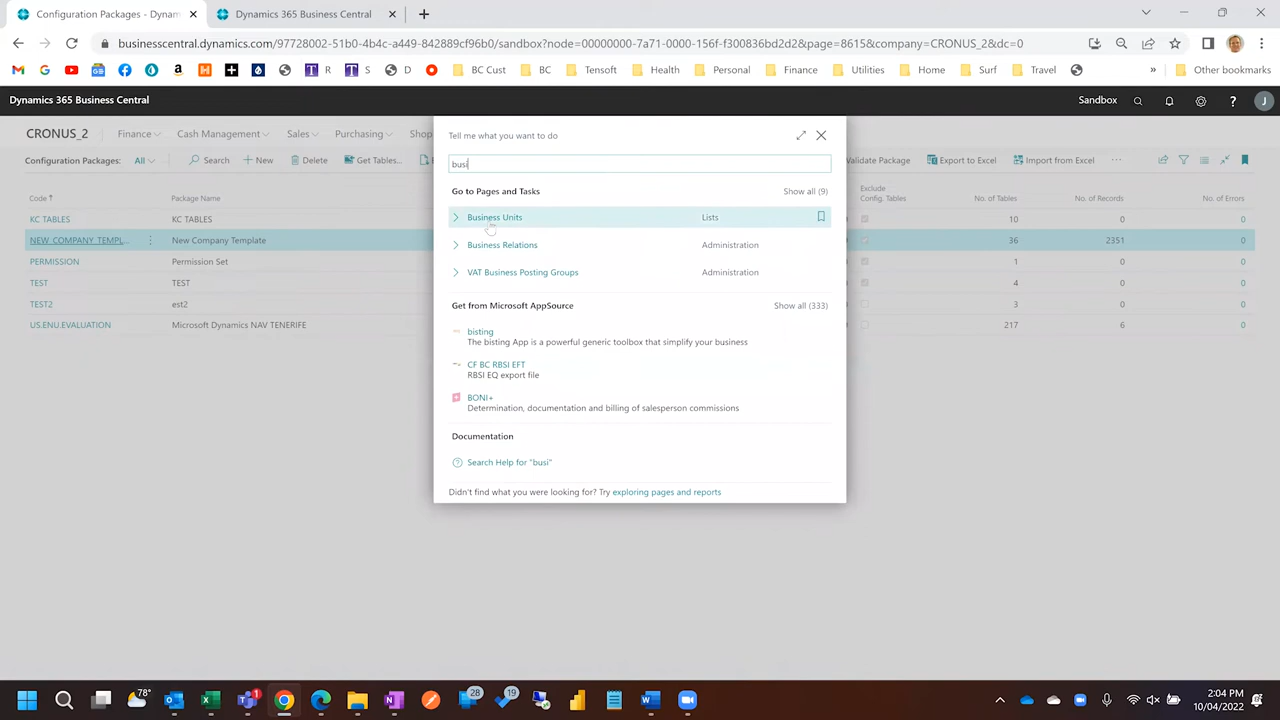 Configuration Packages - Dynam
Dynamics 365 Business Central
businesscentral.dynamics.com/97728002-51b0-4b4c-a449-842889cf96b0/sandbox?node=00000000-7a71-0000-156f-f300836bd2d2&page=8615&company=CRONUS_2&dc=0
R S D BC Cust BC Tensoft Health Personal Finance Utilities Home Surf Travel » Other bookmarks
Dynamics 365 Business Central Sandbox ? J
CRONUS_2 Finance Cash Management Sales Purchasing Shop
Configuration Packages: All Search + New Delete Get Tables... Validate Package Export to Excel Import from Excel ...
Code ↑ Package Name Exclude Config. Tables No. of Tables No. of Records No. of Errors
KC TABLES KC TABLES 10 0 0
NEW_COMPANY_TEMPL... New Company Template 36 2351 0
PERMISSION Permission Set 1 0 0
TEST TEST 4 0 0
TEST2 est2 3 0 0
US.ENU.EVALUATION Microsoft Dynamics NAV TENERIFE 217 6 0
Tell me what you want to do
busi
Go to Pages and Tasks Show all (9)
Business Units Lists
Business Relations Administration
VAT Business Posting Groups Administration
Get from Microsoft AppSource Show all (333)
bisting
The bisting App is a powerful generic toolbox that simplify your business
CF BC RBSI EFT
RBSI EQ export file
BONI+
Determination, documentation and billing of salesperson commissions
Documentation
Search Help for "busi"
Didn't find what you were looking for? Try exploring pages and reports
78° 1 28 19
2:04 PM
10/04/2022